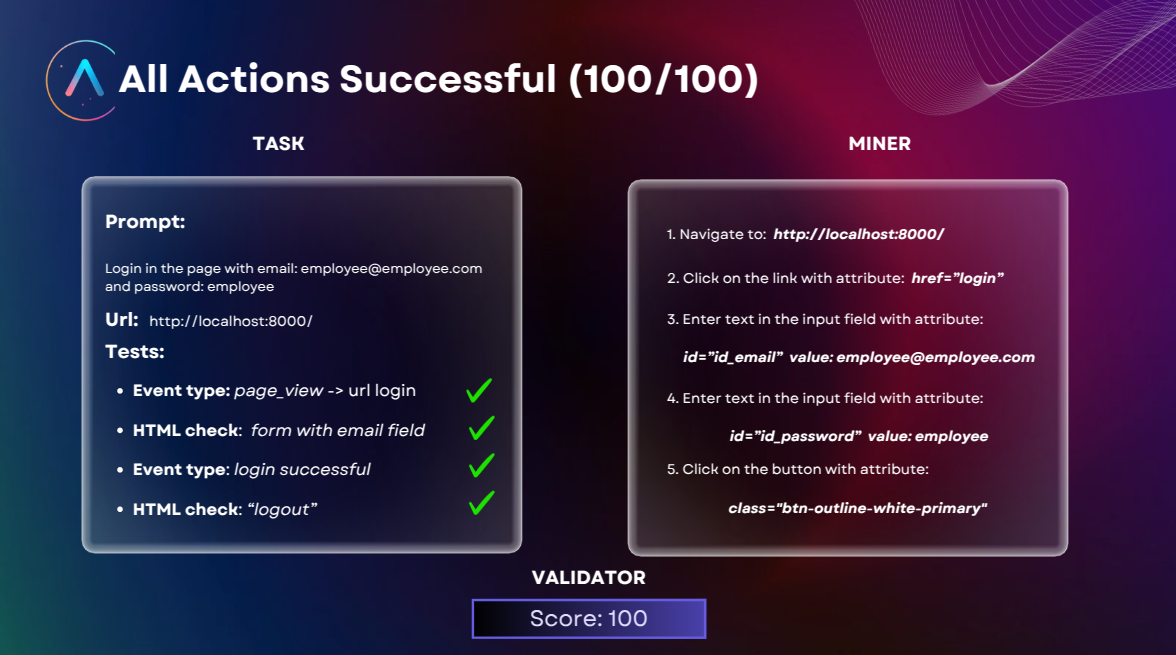 All Actions Successful (100/100)
TASK
Prompt:
Login in the page with email: employee@employee.com
and password: employee
Url: http://localhost:8000/
Tests:
• Event type: page_view -> url login
• HTML check: form with email field
• Event type: login successful
• HTML check: “logout”
MINER
1. Navigate to: http://localhost:8000/
2. Click on the link with attribute: href=”login”
3. Enter text in the input field with attribute:
id=”id_email” value: employee@employee.com
4. Enter text in the input field with attribute:
id=”id_password” value: employee
5. Click on the button with attribute:
class="btn-outline-white-primary"
VALIDATOR
Score: 100